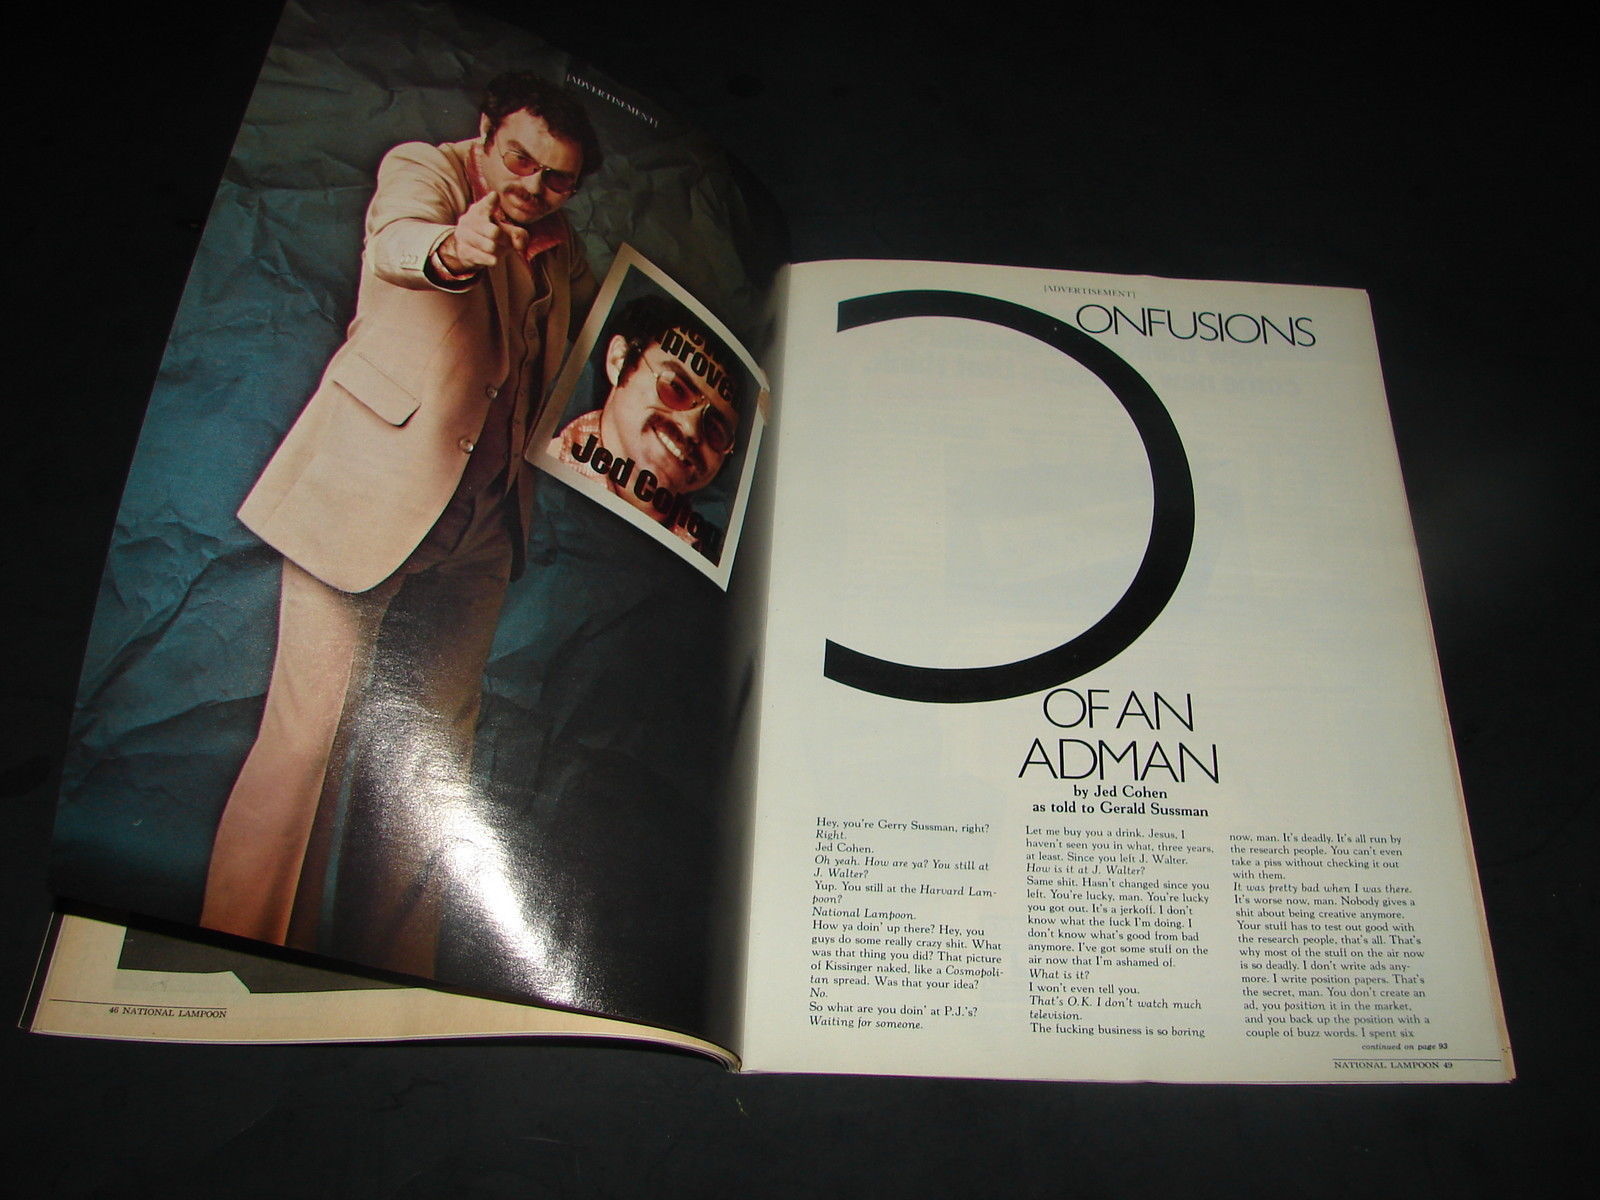 [ADVERTISEMENT]
prove
Jed Cohen
46 NATIONAL LAMPOON
[ADVERTISEMENT]
ONFUSIONS
OF AN
ADMAN
by Jed Cohen
as told to Gerald Sussman
Hey, you're Gerry Sussman, right?
Right.
Jed Cohen.
Oh yeah. How are ya? You still at
J. Walter?
Yup. You still at the Harvard Lam-
poon?
National Lampoon.
How ya doin' up there? Hey, you
guys do some really crazy shit. What
was that thing you did? That picture
of Kissinger naked, like a Cosmopoli-
tan spread. Was that your idea?
No.
So what are you doin' at P.J.'s?
Waiting for someone.
Let me buy you a drink. Jesus, I
haven't seen you in what, three years,
at least. Since you left J. Walter.
How is it at J. Walter?
Same shit. Hasn't changed since you
left. You're lucky, man. You're lucky
you got out. It's a jerkoff. I don't
know what the fuck I'm doing. I
don't know what's good from bad
anymore. I've got some stuff on the
air now that I'm ashamed of.
What is it?
I won't even tell you.
That's O.K. I don't watch much
television.
The fucking business is so boring
now, man. It's deadly. It's all run by
the research people. You can't even
take a piss without checking it out
with them.
It was pretty bad when I was there.
It's worse now, man. Nobody gives a
shit about being creative anymore.
Your stuff has to test out good with
the research people, that's all. That's
why most of the stuff on the air now
is so deadly. I don't write ads any-
more. I write position papers. That's
the secret, man. You don't create an
ad, you position it in the market,
and you back up the position with a
couple of buzz words. I spent six
continued on page 93
NATIONAL LAMPOON 49